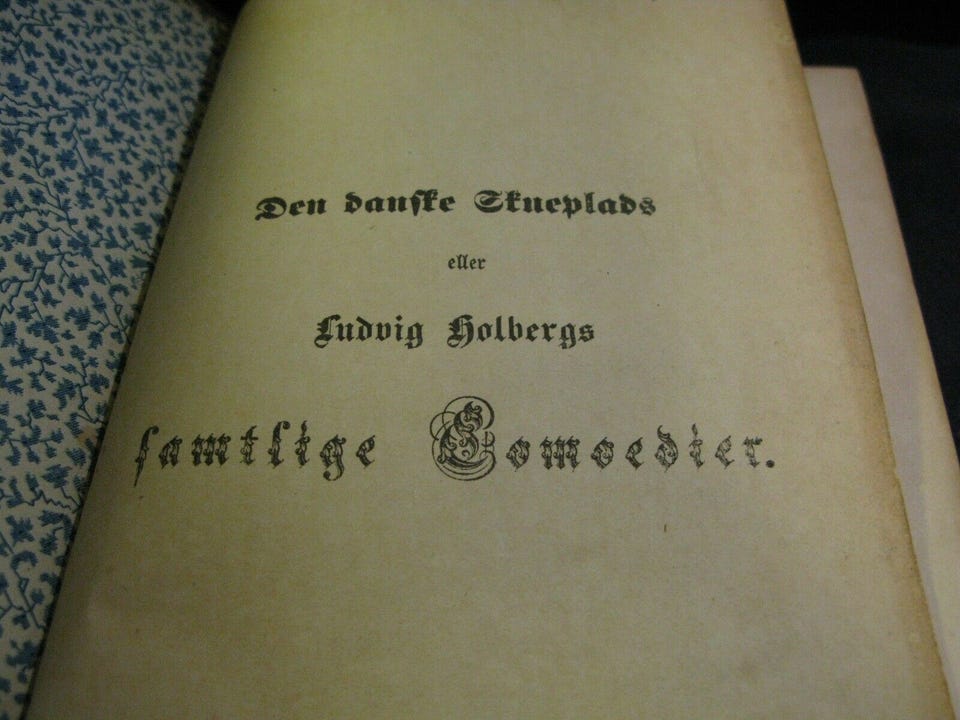 Den danſke Skueplads
eller
Ludvig Holbergs
ſamtlige Comoedier.